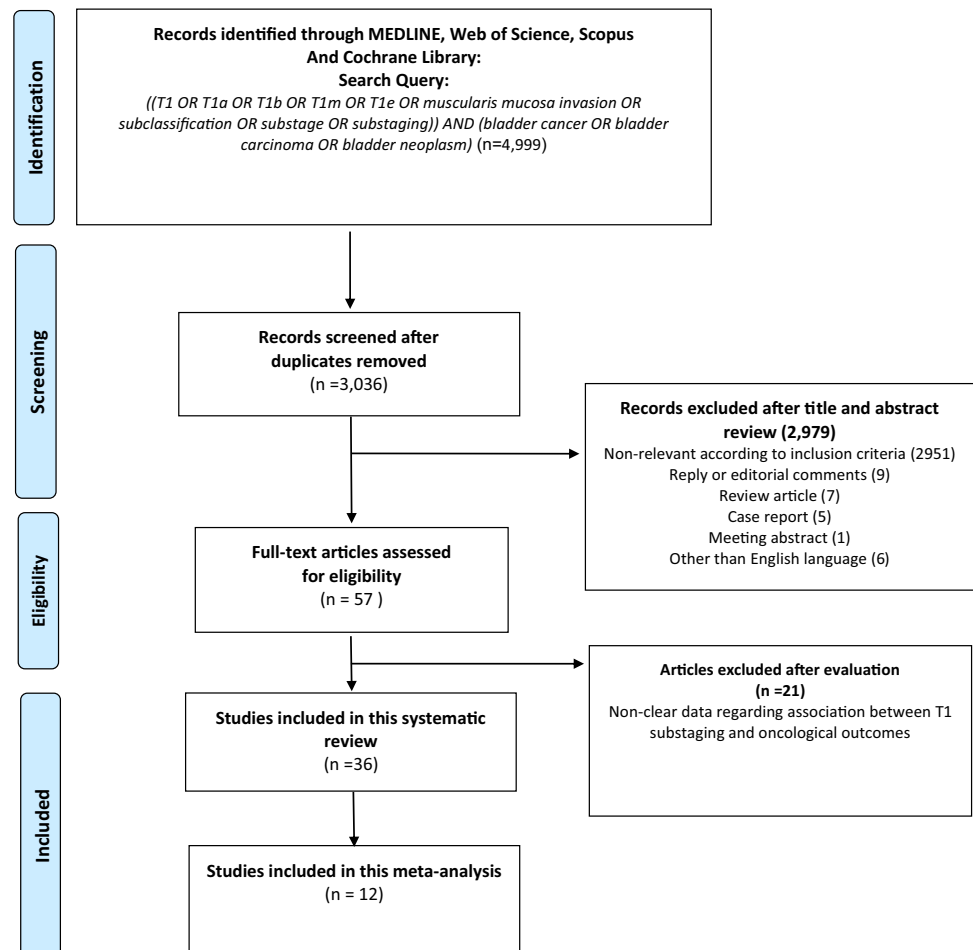 Identification
Records identified through MEDLINE, Web of Science, Scopus
And Cochrane Library:
Search Query:
((T1 OR T1a OR T1b OR T1m OR T1e OR muscularis mucosa invasion OR
subclassification OR substage OR substaging)) AND (bladder cancer OR bladder
carcinoma OR bladder neoplasm) (n=4,999)
Screening
Records screened after
duplicates removed
(n =3,036)
Records excluded after title and abstract
review (2,979)
Non-relevant according to inclusion criteria (2951)
Reply or editorial comments (9)
Review article (7)
Case report (5)
Meeting abstract (1)
Other than English language (6)
Eligibility
Full-text articles assessed
for eligibility
(n = 57 )
Articles excluded after evaluation
(n =21)
Non-clear data regarding association between T1
substaging and oncological outcomes
Included
Studies included in this systematic
review
(n =36)
Studies included in this meta-analysis
(n = 12)